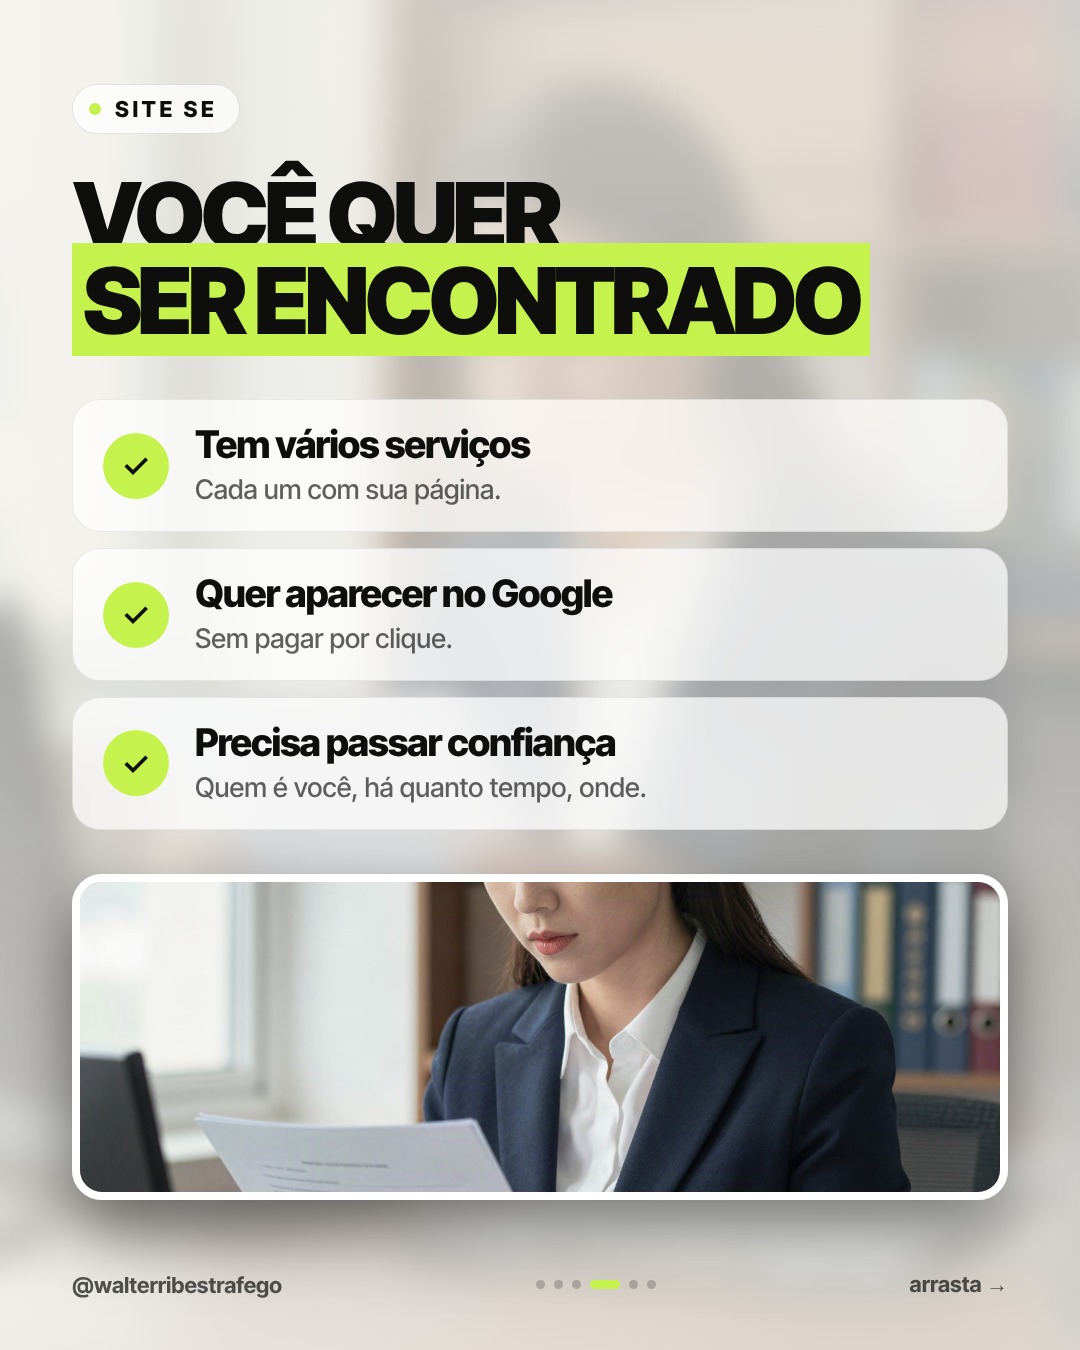 SITE SE
VOCÊ QUER
SER ENCONTRADO
Tem vários serviços
Cada um com sua página.
Quer aparecer no Google
Sem pagar por clique.
Precisa passar confiança
Quem é você, há quanto tempo, onde.
@walterribestrafego
arrasta →